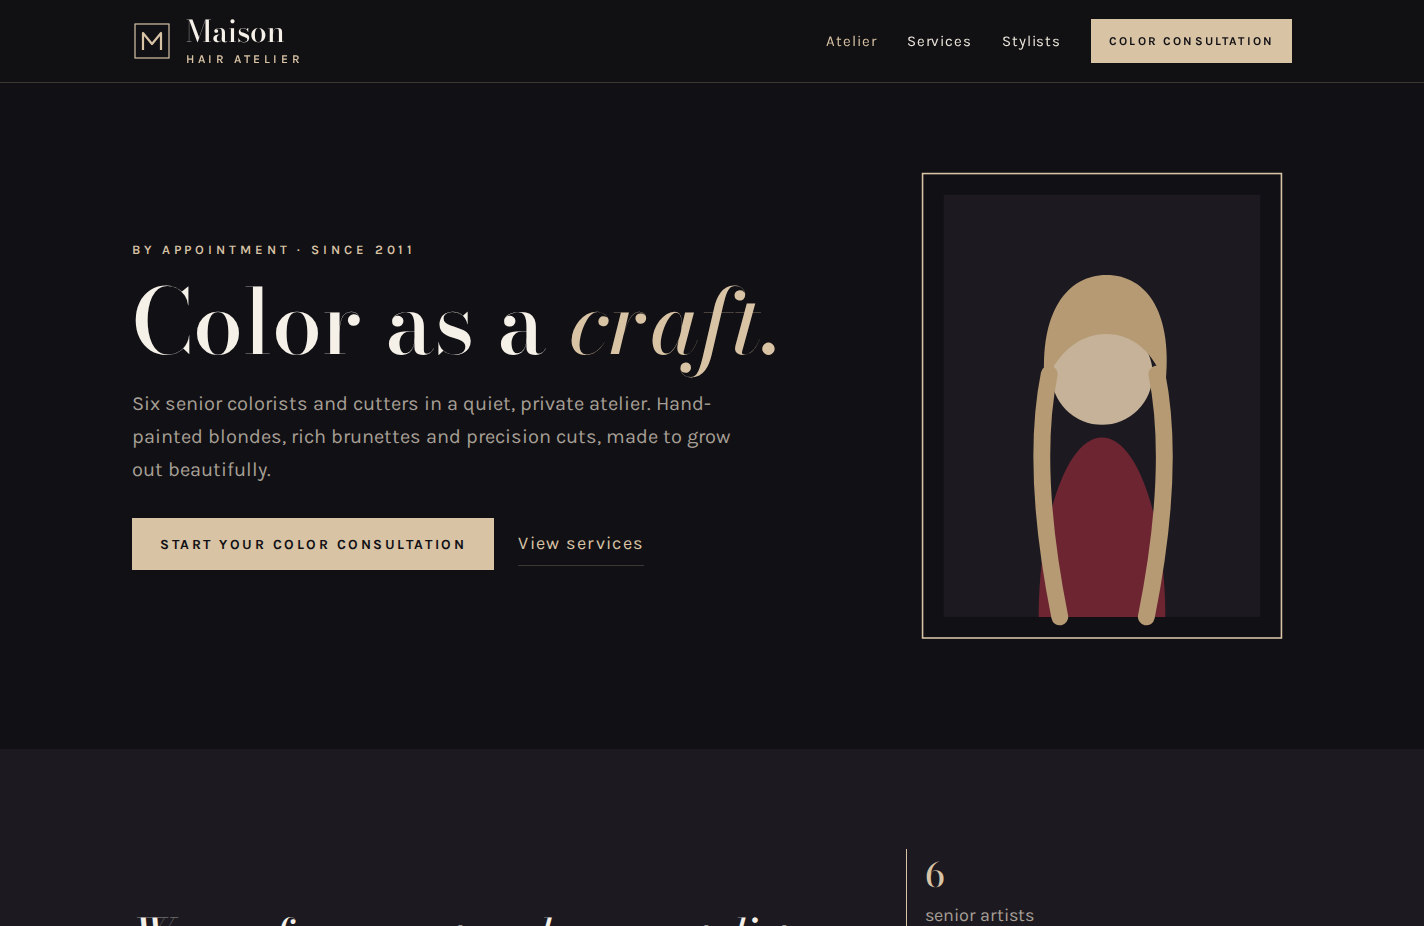 M
Maison
HAIR ATELIER
Atelier
Services
Stylists
COLOR CONSULTATION
BY APPOINTMENT · SINCE 2011
Color as a craft.
Six senior colorists and cutters in a quiet, private atelier. Hand-
painted blondes, rich brunettes and precision cuts, made to grow
out beautifully.
START YOUR COLOR CONSULTATION
View services
6
senior artists